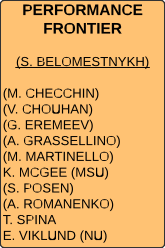 PERFORMANCE
FRONTIER
(S. BELOMESTNYKH)
(M. CHECCHIN)
(V. CHOUHAN)
(G. EREMEEV)
(A. GRASSELLINO)
(M. MARTINELLO)
K. MCGEE (MSU)
(S. POSEN)
(A. ROMANENKO)
T. SPINA
E. VIKLUND (NU)